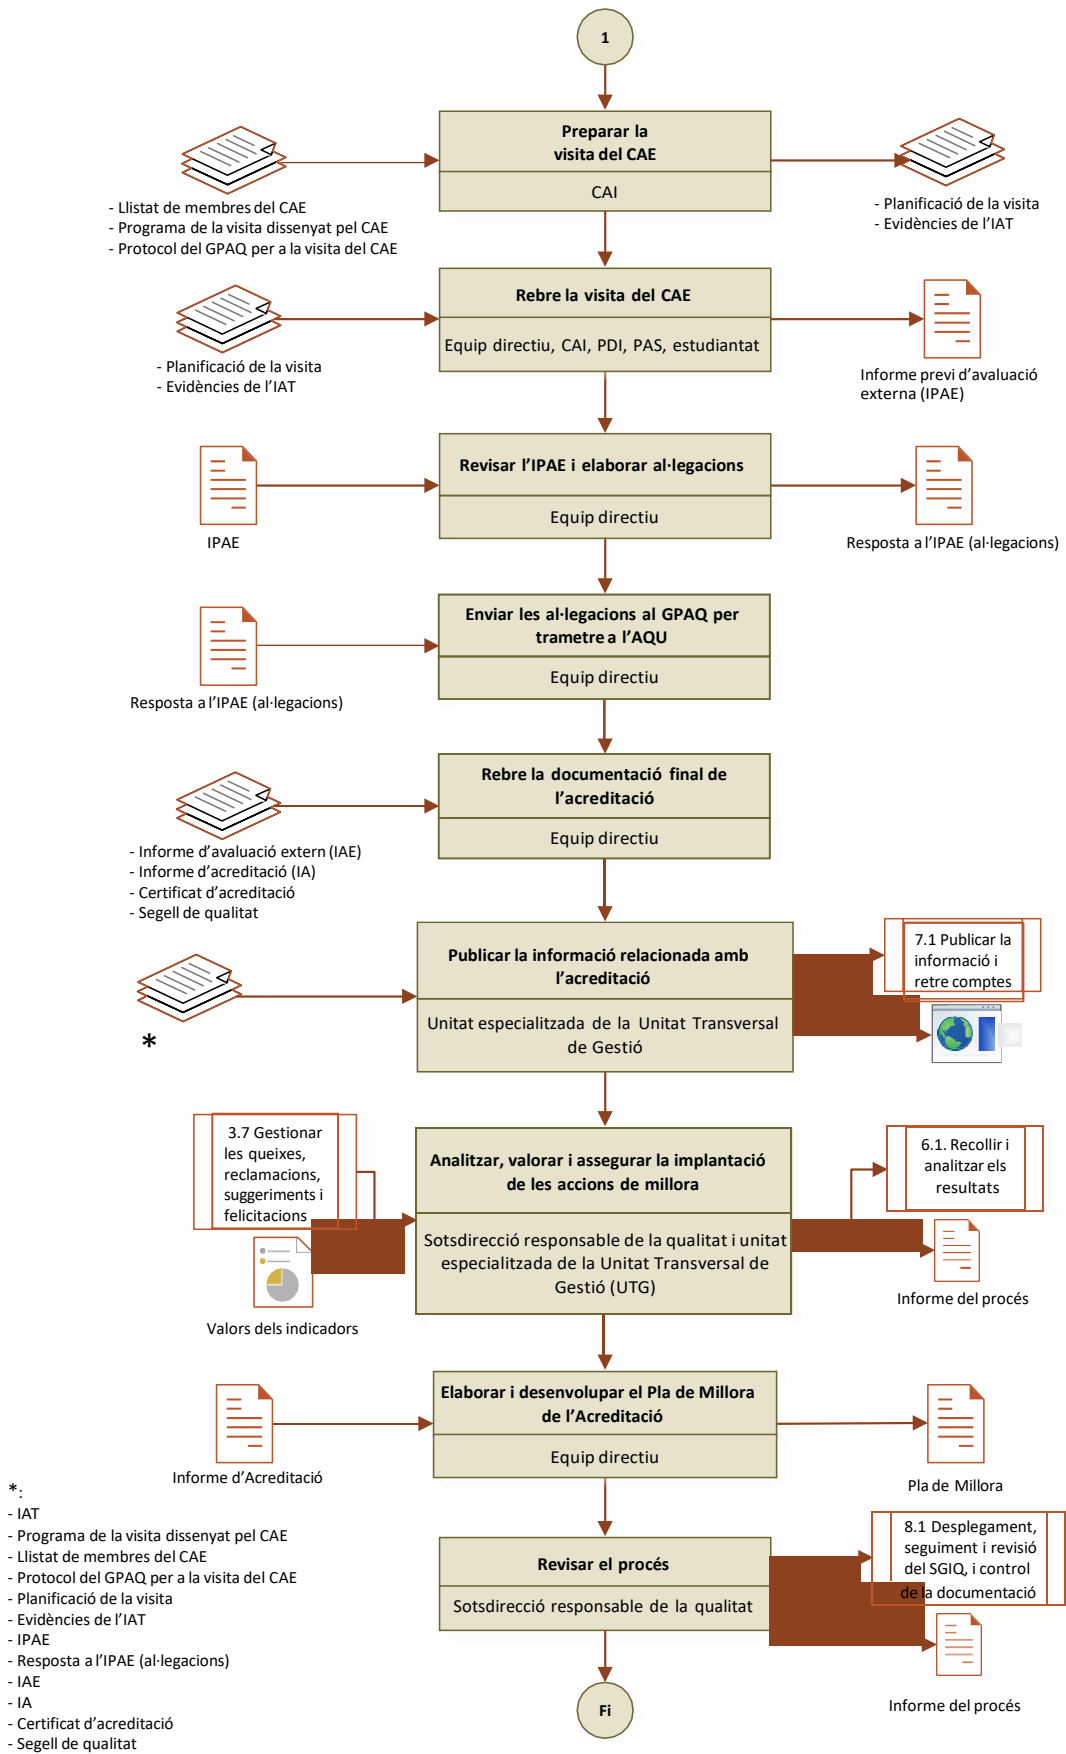 1
Preparar la
visita del CAE
CAI
- Llistat de membres del CAE
- Programa de la visita dissenyat pel CAE
- Protocol del GPAQ per a la visita del CAE
- Planificació de la visita
- Evidències de l'IAT
Rebre la visita del CAE
Equip directiu, CAI, PDI, PAS, estudiantat
- Planificació de la visita
- Evidències de l'IAT
Informe previ d'avaluació
externa (IPAE)
Revisar l'IPAE i elaborar al·legacions
Equip directiu
IPAE
Resposta a l'IPAE (al·legacions)
Enviar les al·legacions al GPAQ per
trametre a l'AQU
Equip directiu
Resposta a l'IPAE (al·legacions)
Rebre la documentació final de
l'acreditació
Equip directiu
- Informe d'avaluació extern (IAE)
- Informe d'acreditació (IA)
- Certificat d'acreditació
- Segell de qualitat
Publicar la informació relacionada amb
l'acreditació
Unitat especialitzada de la Unitat Transversal
de Gestió
*
7.1 Publicar la
informació i
retre comptes
3.7 Gestionar
les queixes,
reclamacions,
suggeriments i
felicitacions
Valors dels indicadors
Analitzar, valorar i assegurar la implantació
de les accions de millora
Sotsdirecció responsable de la qualitat i unitat
especialitzada de la Unitat Transversal de
Gestió (UTG)
6.1. Recollir i
analitzar els
resultats
Informe del procés
Elaborar i desenvolupar el Pla de Millora
de l'Acreditació
Equip directiu
Informe d'Acreditació
Pla de Millora
Revisar el procés
Sotsdirecció responsable de la qualitat
8.1 Desplegament,
seguiment i revisió
del SGIQ, i control
de la documentació
Informe del procés
Fi
*:
- IAT
- Programa de la visita dissenyat pel CAE
- Llistat de membres del CAE
- Protocol del GPAQ per a la visita del CAE
- Planificació de la visita
- Evidències de l'IAT
- IPAE
- Resposta a l'IPAE (al·legacions)
- IAE
- IA
- Certificat d'acreditació
- Segell de qualitat